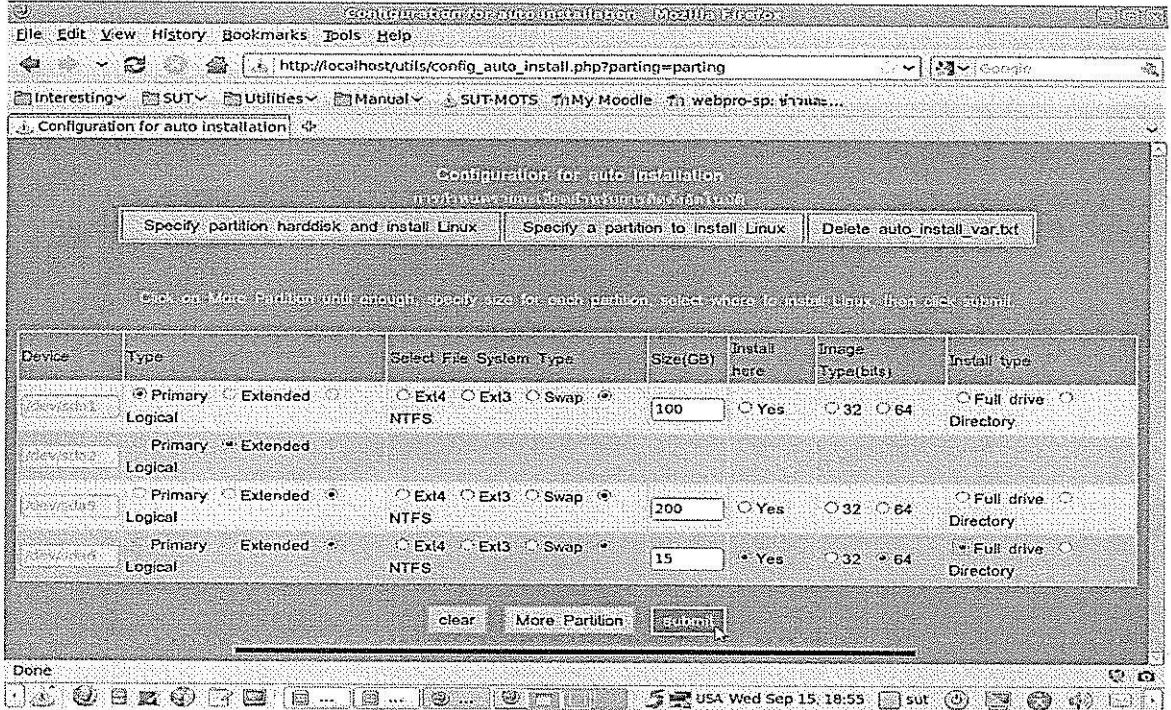 Configuration for auto installation - Mozilla Firefox
File Edit View History Bookmarks Tools Help
http://localhost/utils/config_auto_install.php?parting=parting
Google
Interesting SUT Utilities Manual SUT-MOTS My Moodle webpro-sp: ข่าวและ...
Configuration for auto installation
Configuration for auto Installation
Specify partition harddisk and install Linux Specify a partition to install Linux Delete auto_install_var.txt
Click on More Partition until enough, specify size for each partition, select where to install Linux, then click submit
Device Type Select File System Type Size(GB) Install here Image Type(bits) Install type
/dev/sda1 Primary Extended Logical Ext4 Ext3 Swap NTFS 100 Yes 32 64 Full drive Directory
/dev/sda2 Primary Extended Logical
/dev/sda5 Primary Extended Logical Ext4 Ext3 Swap NTFS 200 Yes 32 64 Full drive Directory
/dev/sda6 Primary Extended Logical Ext4 Ext3 Swap NTFS 15 Yes 32 64 Full drive Directory
clear More Partition submit
Done
USA Wed Sep 15, 18:55 sut